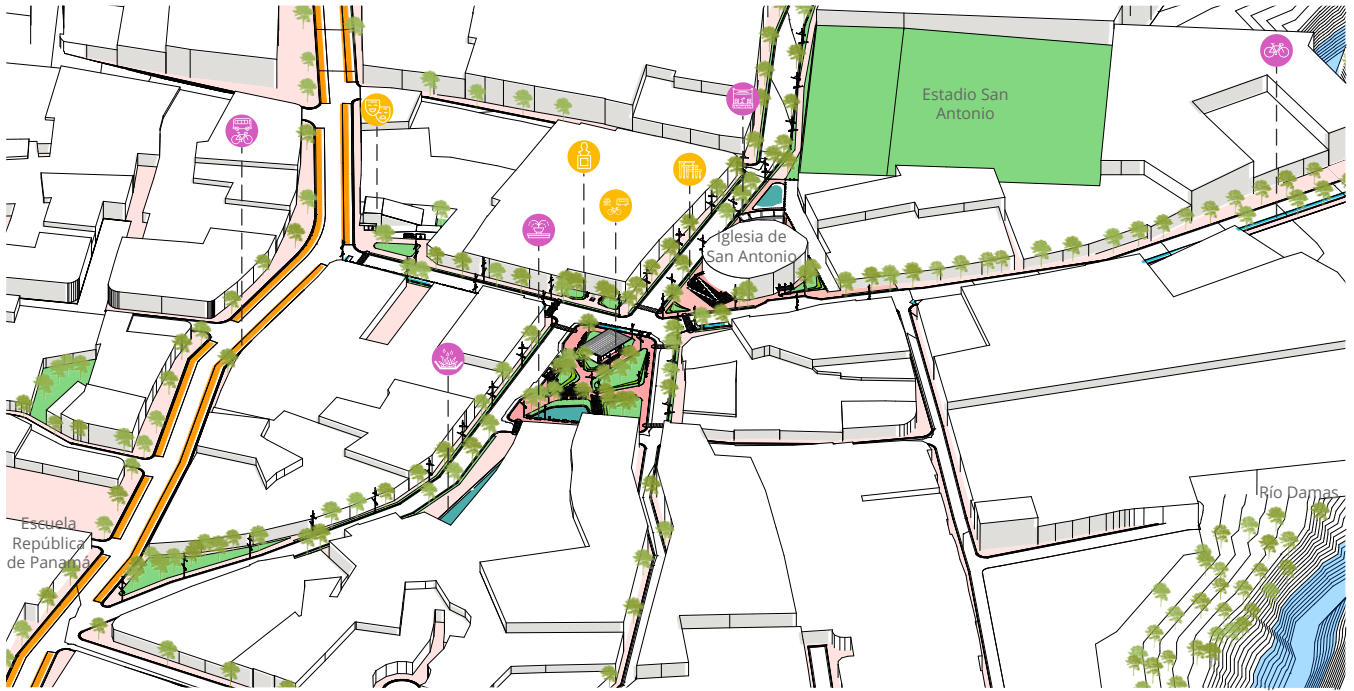 Estadio San
Antonio
Iglesia de
San Antonio
Río Damas
Escuela
República
de Panamá